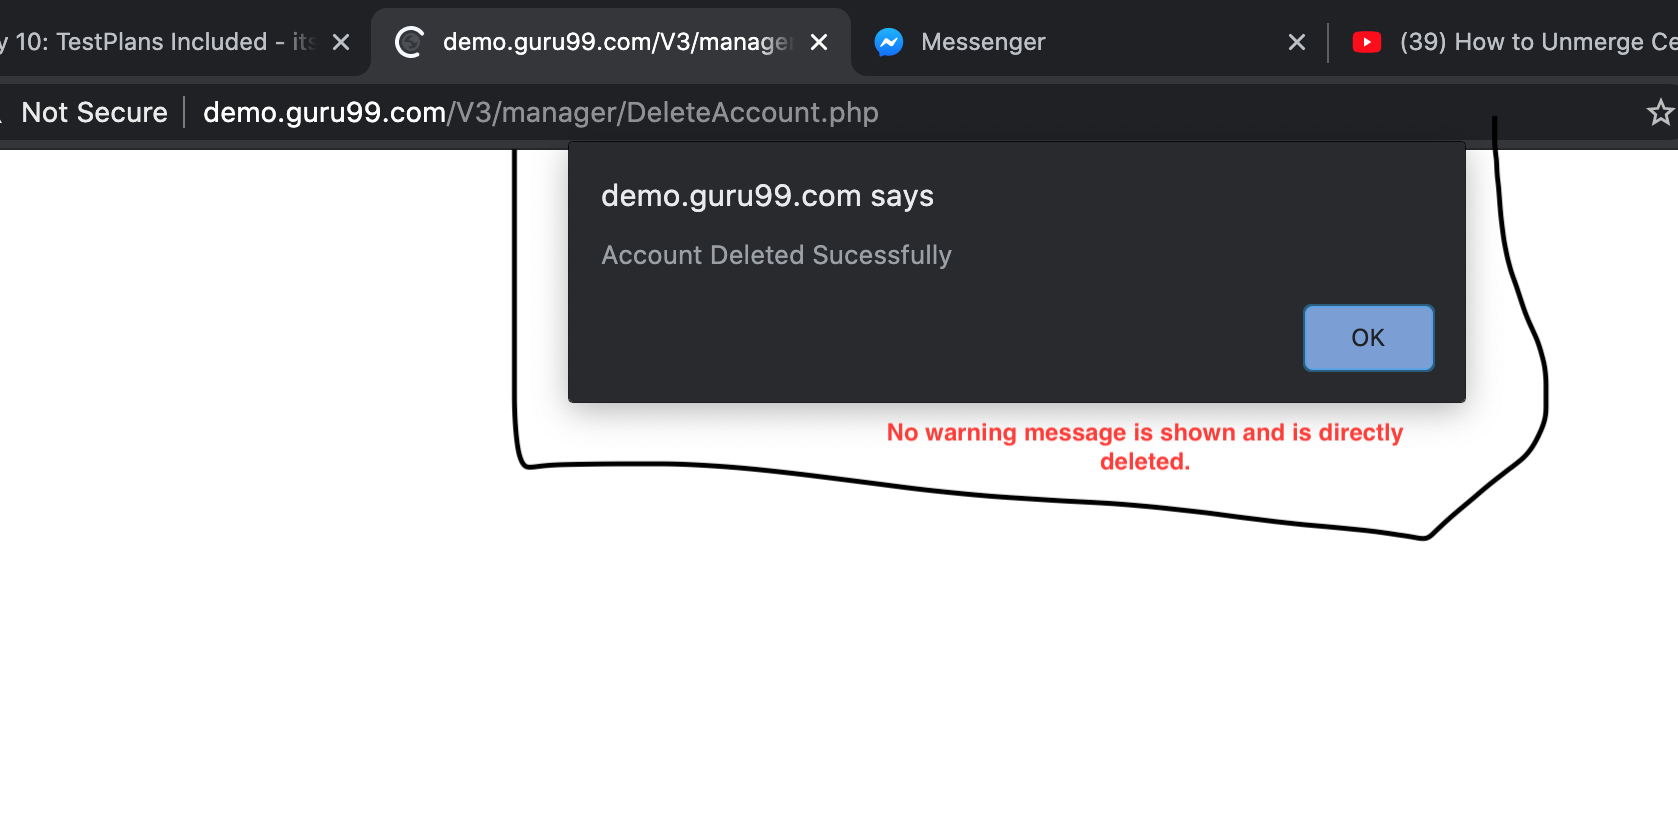 y 10: TestPlans Included - its
demo.guru99.com/V3/manager
Messenger
(39) How to Unmerge Ce
Not Secure
demo.guru99.com/V3/manager/DeleteAccount.php
demo.guru99.com says
Account Deleted Sucessfully
OK
No warning message is shown and is directly
deleted.